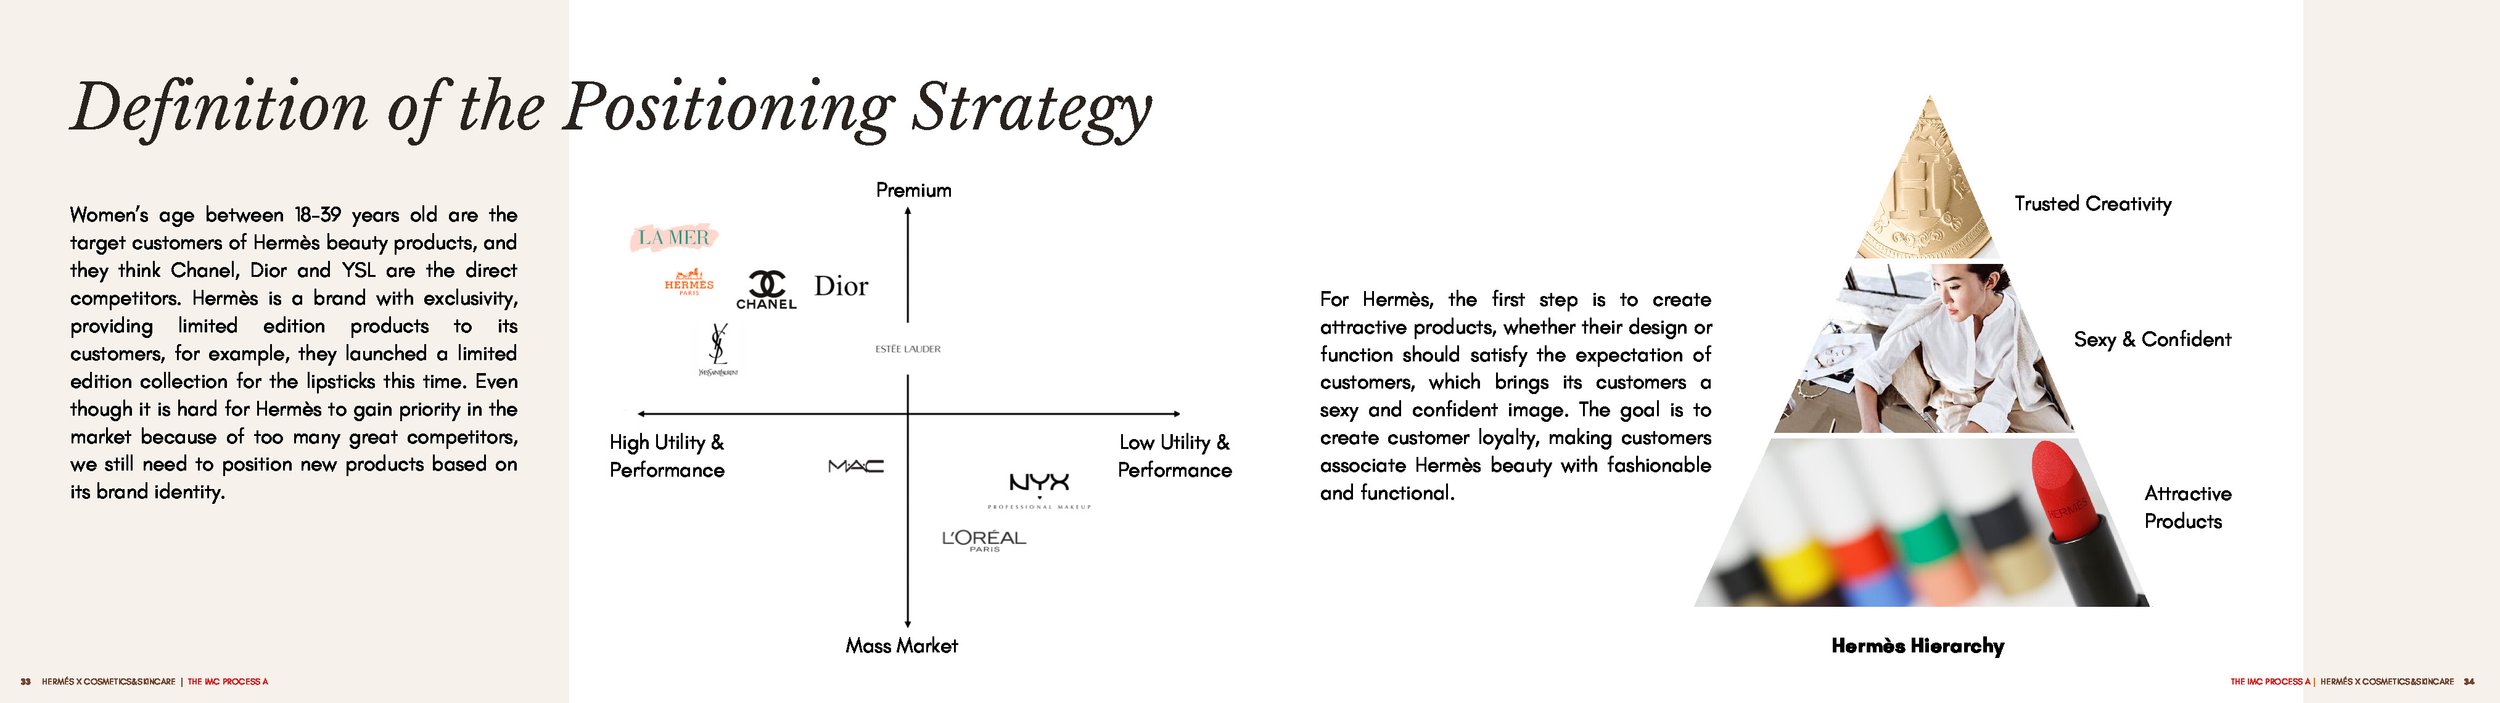 Definition of the Positioning Strategy
Women's age between 18-39 years old are the
target customers of Hermès beauty products, and
they think Chanel, Dior and YSL are the direct
competitors. Hermès is a brand with exclusivity,
providing limited edition products to its
customers, for example, they launched a limited
edition collection for the lipsticks this time. Even
though it is hard for Hermès to gain priority in the
market because of too many great competitors,
we still need to position new products based on
its brand identity.
Premium
LA MER
HERMÈS
PARIS
CHANEL
Dior
YSL
YVESSAINTLAURENT
ESTĒE LAUDER
High Utility &
Performance
Low Utility &
Performance
M·A·C
NYX
PROFESSIONAL MAKEUP
L'ORÉAL
PARIS
Mass Market
For Hermès, the first step is to create
attractive products, whether their design or
function should satisfy the expectation of
customers, which brings its customers a
sexy and confident image. The goal is to
create customer loyalty, making customers
associate Hermès beauty with fashionable
and functional.
H
Trusted Creativity
Sexy & Confident
HERMÈS
Attractive
Products
Hermès Hierarchy
33 HERMÉS X COSMETICS&SKINCARE | THE IMC PROCESS A
THE IMC PROCESS A | HERMÉS X COSMETICS&SKINCARE 34